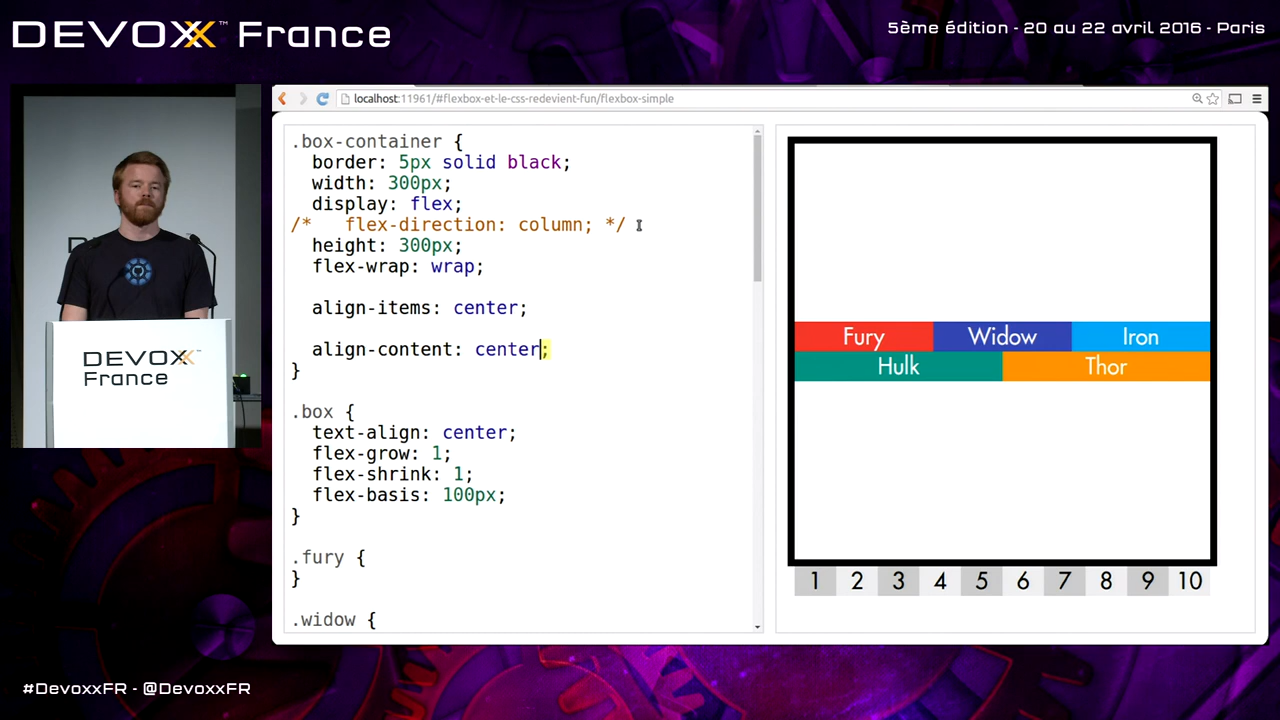 DEVOXX™ France
5ème édition - 20 au 22 avril 2016 - Paris
localhost:11961/#flexbox-et-le-css-redevient-fun/flexbox-simple
.box-container {
border: 5px solid black;
width: 300px;
display: flex;
/* flex-direction: column; */
height: 300px;
flex-wrap: wrap;
align-items: center;
align-content: center;
}
.box {
text-align: center;
flex-grow: 1;
flex-shrink: 1;
flex-basis: 100px;
}
.fury {
}
.widow {
Fury Widow Iron
Hulk Thor
1 2 3 4 5 6 7 8 9 10
DEVOXX™
France
#DevoxxFR - @DevoxxFR